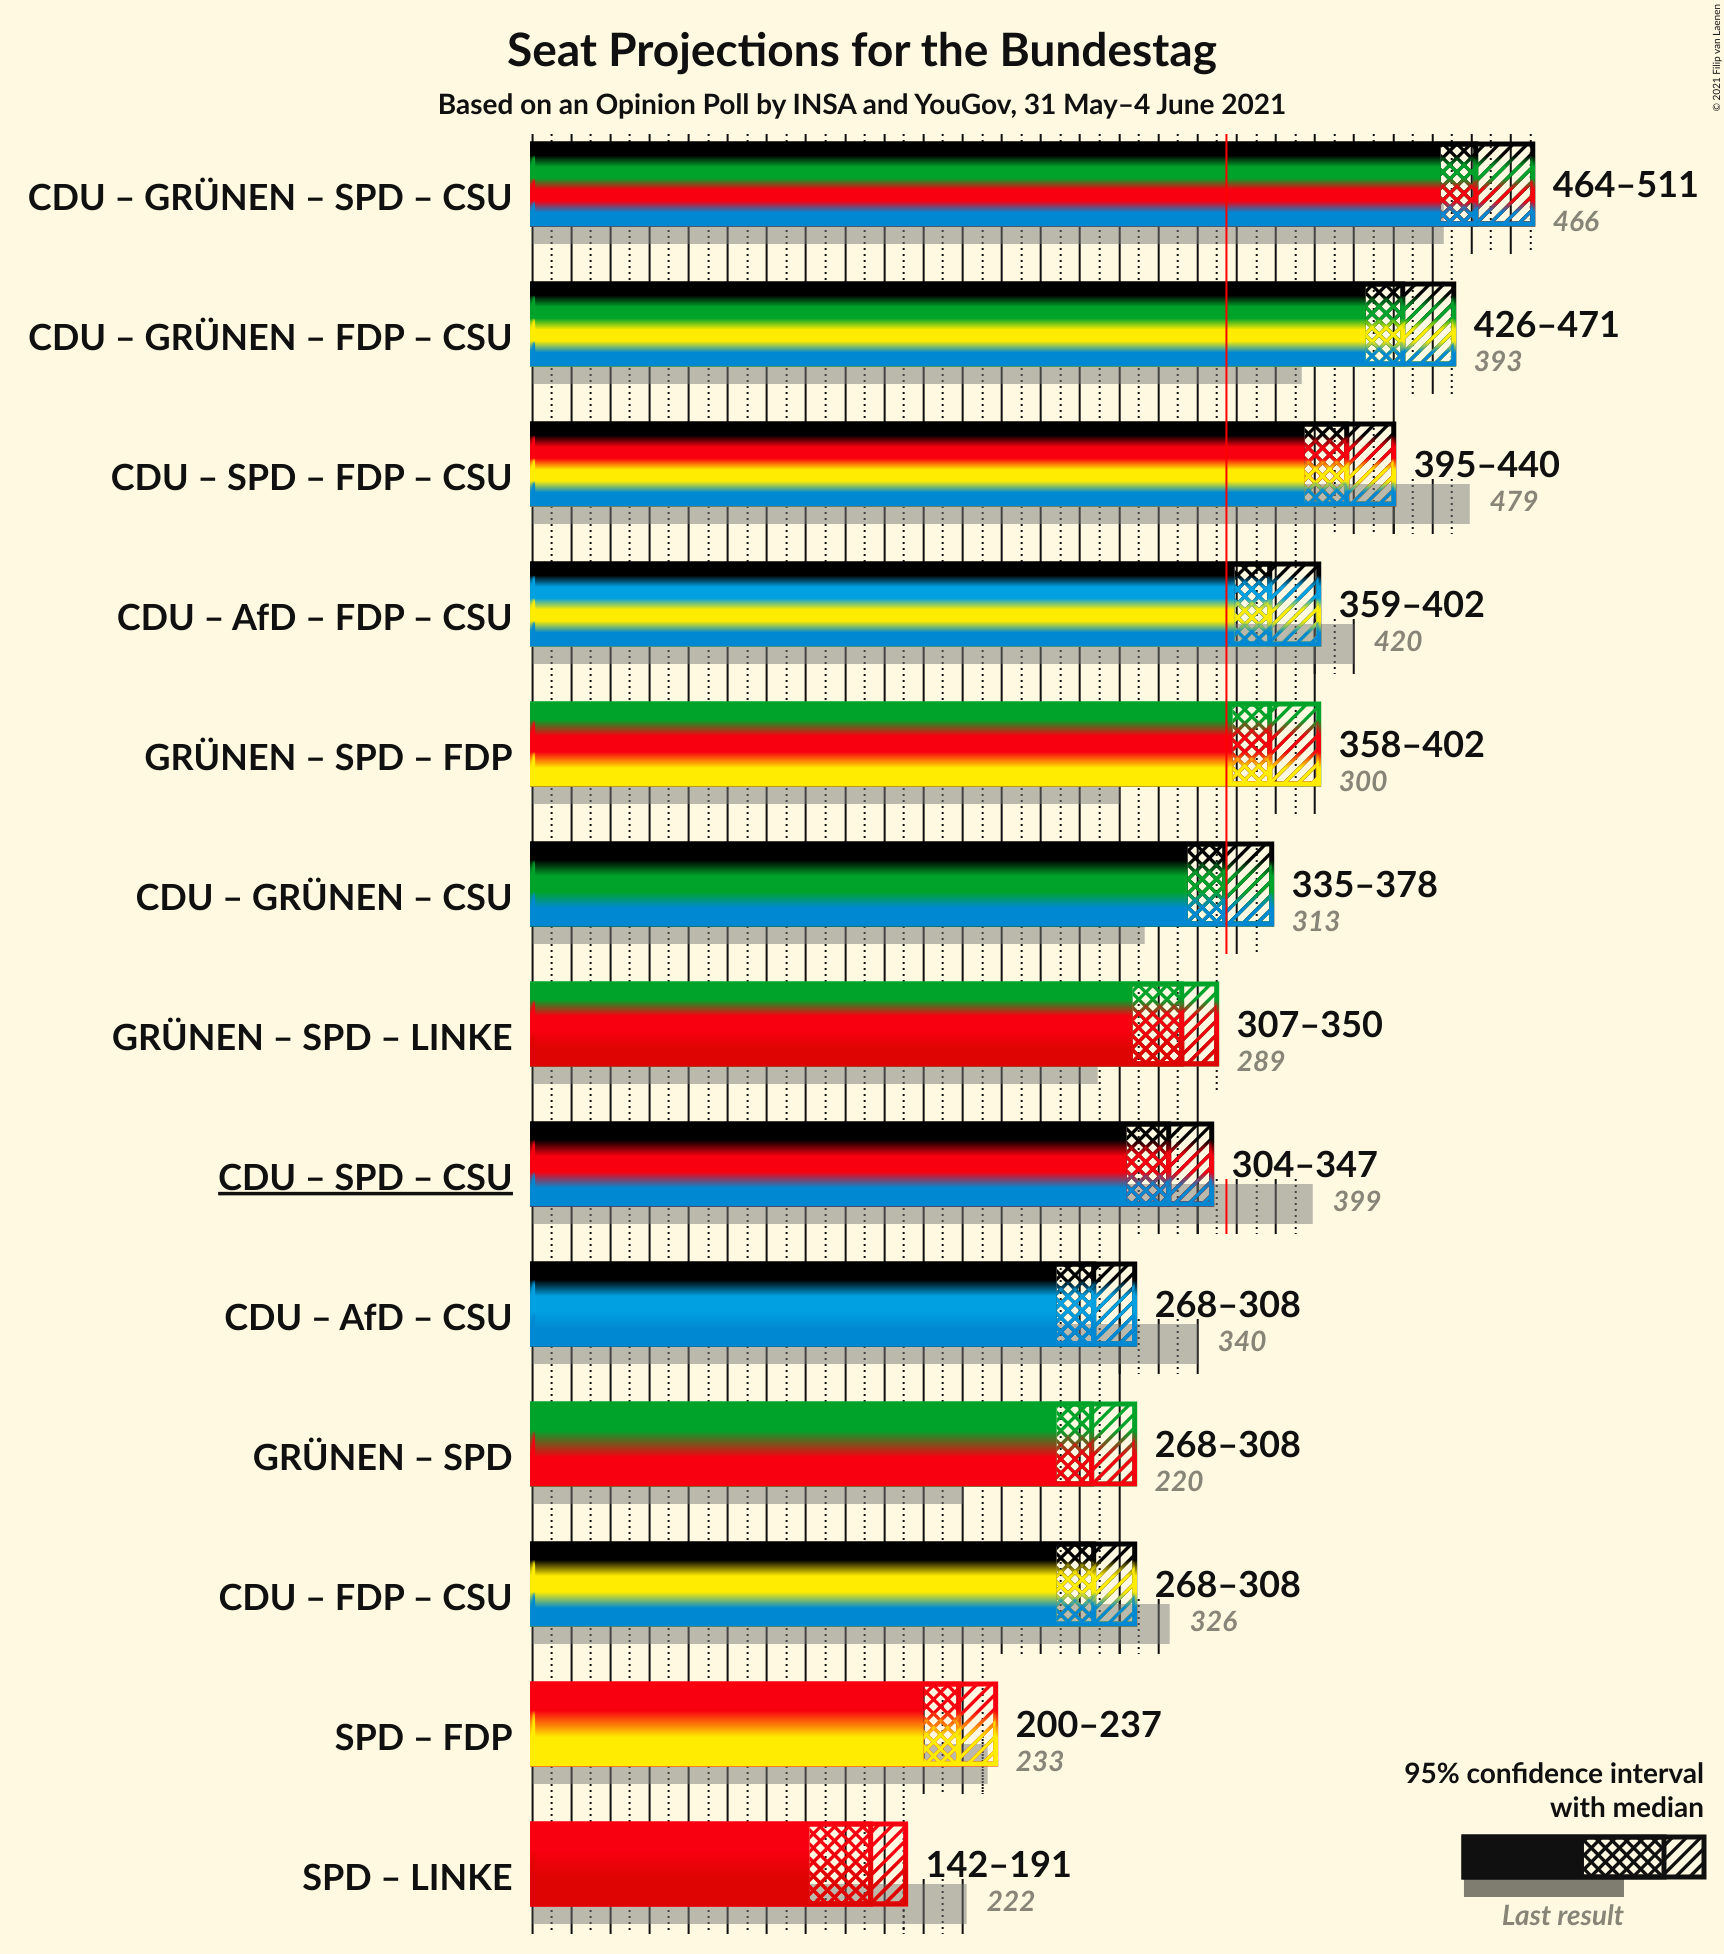 Seat Projections for the Bundestag
Based on an Opinion Poll by INSA and YouGov, 31 May–4 June 2021
© 2021 Filip van Laenen
CDU – GRÜNEN – SPD – CSU
464–511
466
CDU – GRÜNEN – FDP – CSU
426–471
393
CDU – SPD – FDP – CSU
395–440
479
CDU – AfD – FDP – CSU
359–402
420
GRÜNEN – SPD – FDP
358–402
300
CDU – GRÜNEN – CSU
335–378
313
GRÜNEN – SPD – LINKE
307–350
289
CDU – SPD – CSU
304–347
399
CDU – AfD – CSU
268–308
340
GRÜNEN – SPD
268–308
220
CDU – FDP – CSU
268–308
326
SPD – FDP
200–237
233
SPD – LINKE
142–191
222
95% confidence interval
with median
Last result